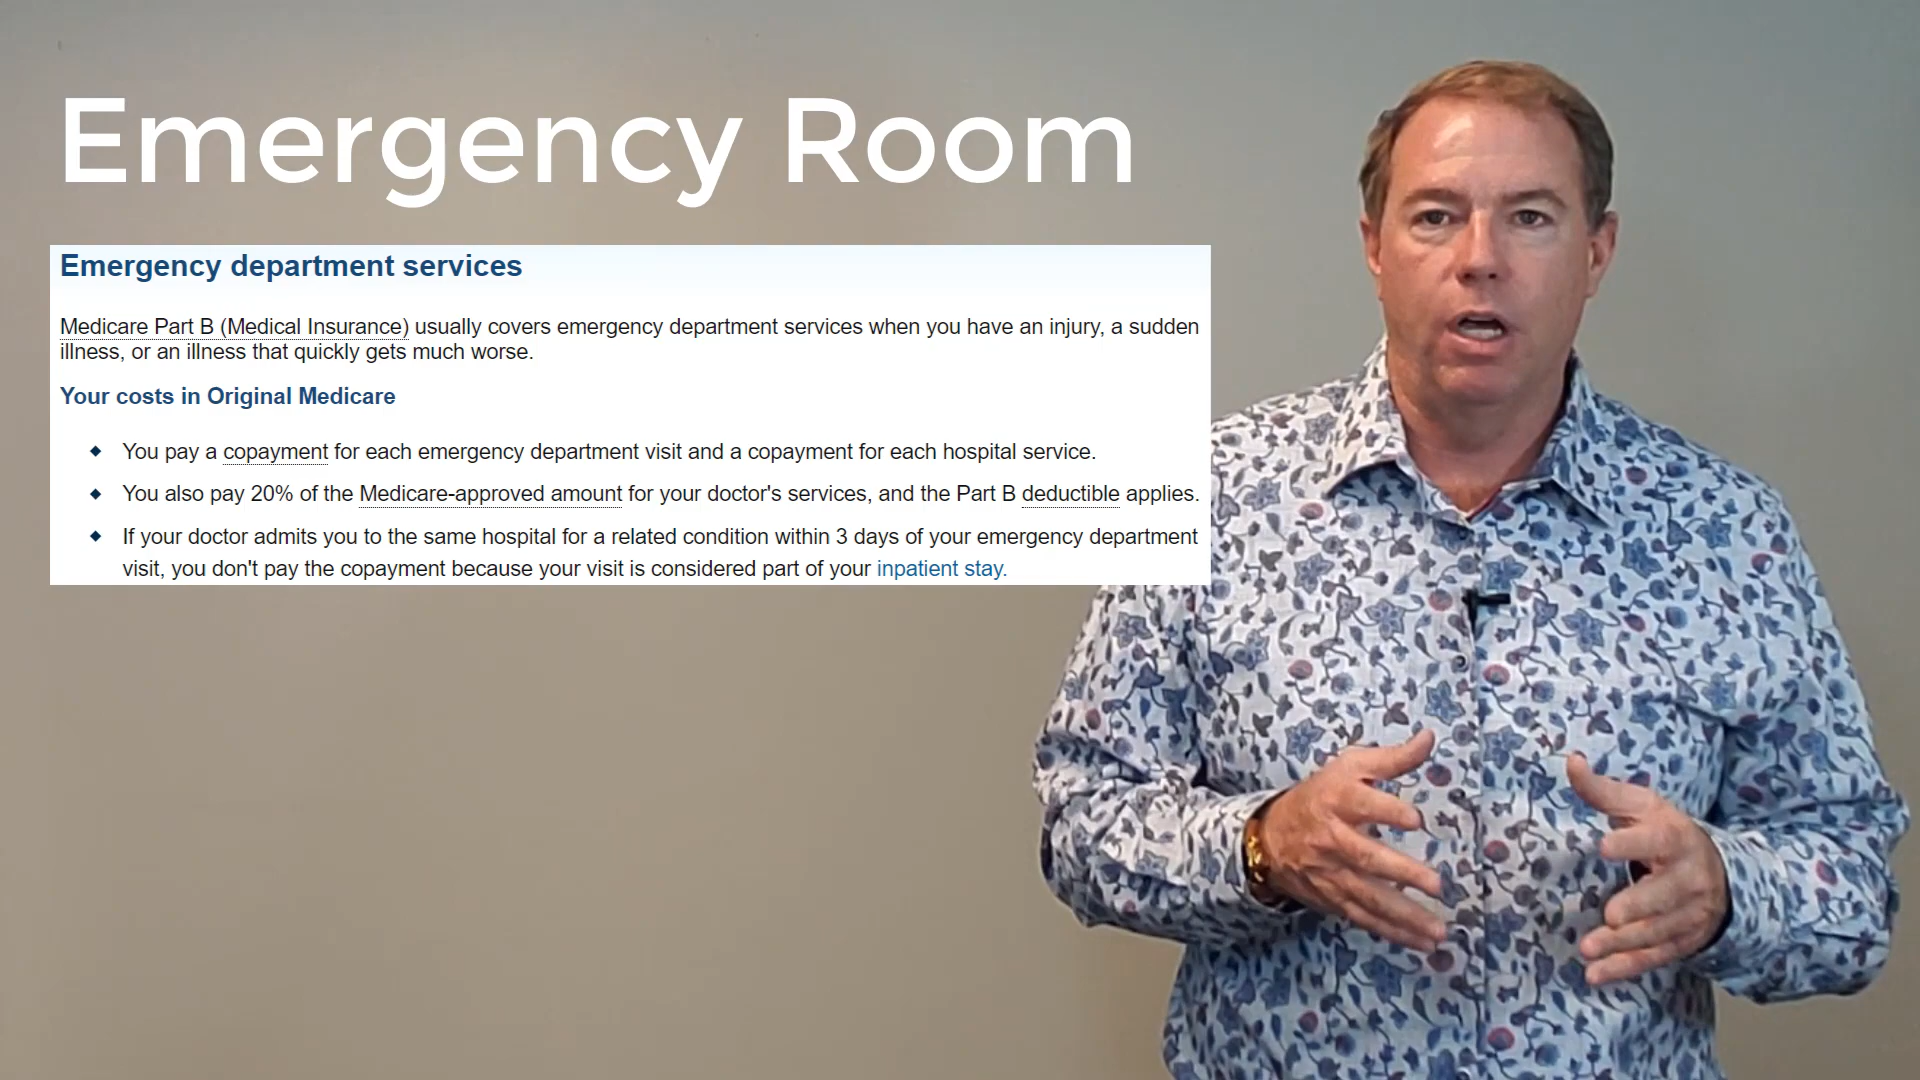 Emergency Room
Emergency department services
Medicare Part B (Medical Insurance) usually covers emergency department services when you have an injury, a sudden
illness, or an illness that quickly gets much worse.
Your costs in Original Medicare
◆ You pay a copayment for each emergency department visit and a copayment for each hospital service.
◆ You also pay 20% of the Medicare-approved amount for your doctor's services, and the Part B deductible applies.
◆ If your doctor admits you to the same hospital for a related condition within 3 days of your emergency department
visit, you don't pay the copayment because your visit is considered part of your inpatient stay.